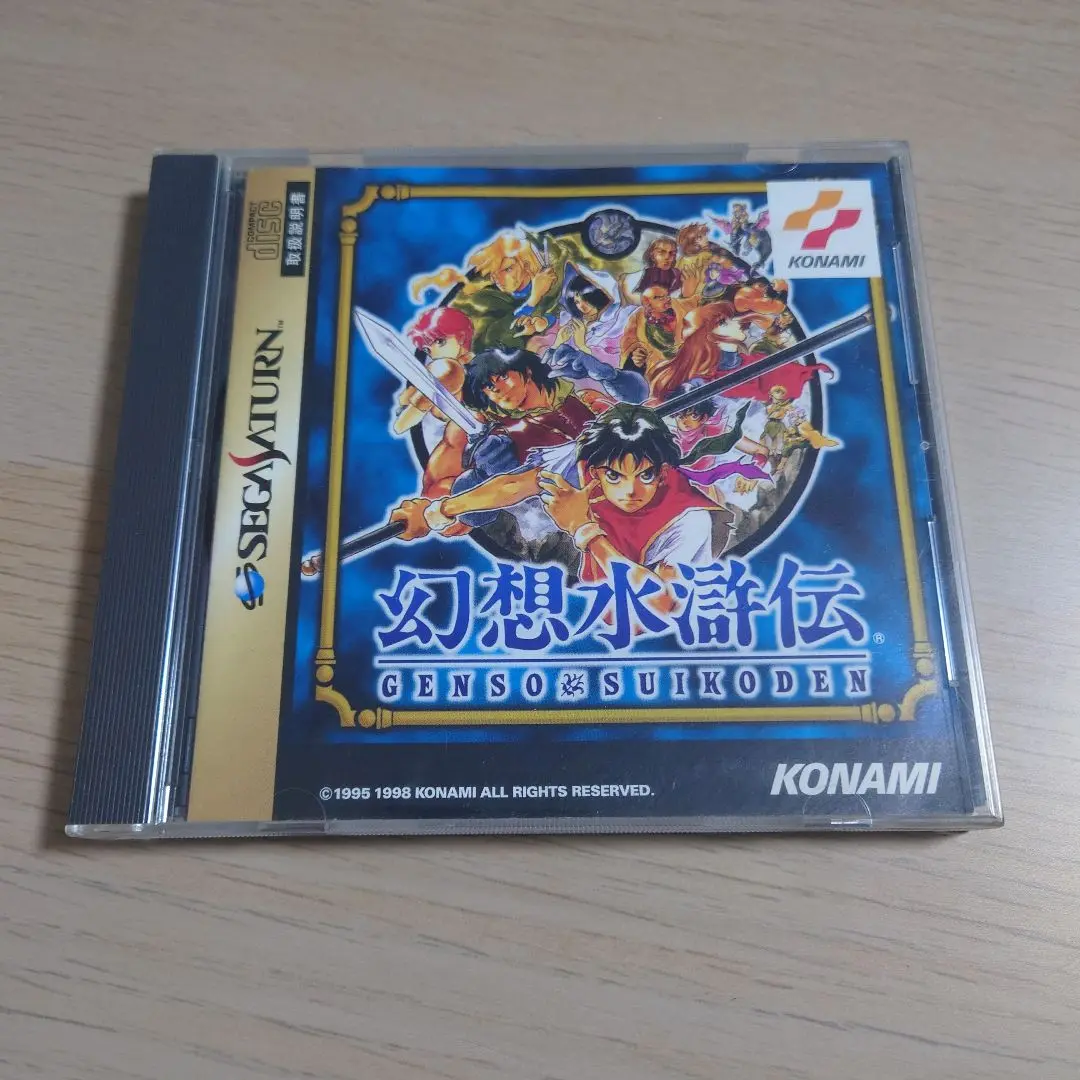 COMPACT
disc
取扱説明書
SEGA SATURN™
KONAMI
幻想水滸伝®
GENSO SUIKODEN
©1995 1998 KONAMI ALL RIGHTS RESERVED.
KONAMI